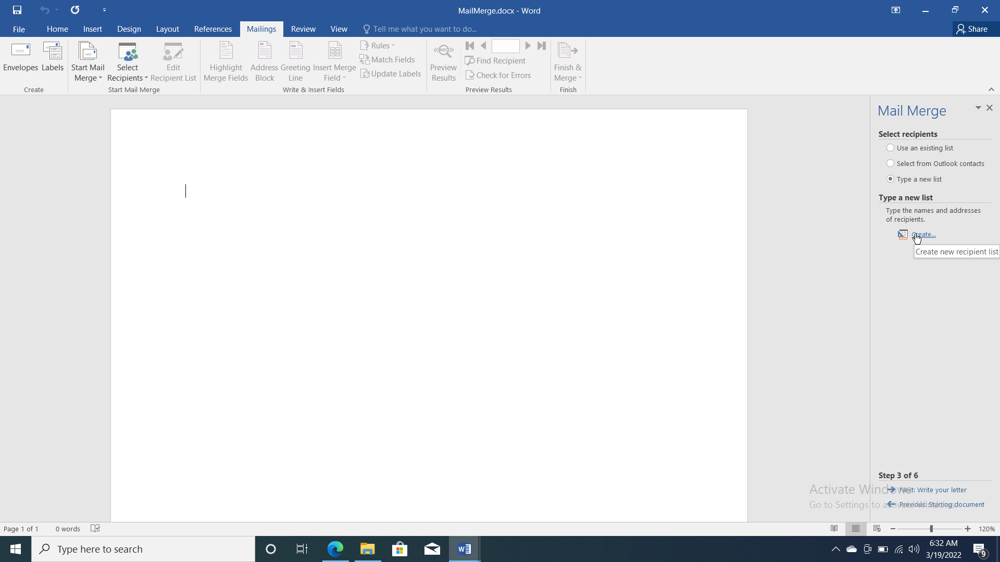 MailMerge.docx - Word
File Home Insert Design Layout References Mailings Review View Tell me what you want to do... Share
Envelopes Labels
Create
Start Mail Merge
Select Recipients
Edit Recipient List
Start Mail Merge
Highlight Merge Fields
Address Block
Greeting Line
Insert Merge Field
Rules
Match Fields
Update Labels
Write & Insert Fields
ABC
Preview Results
Find Recipient
Check for Errors
Preview Results
Finish & Merge
Finish
Mail Merge
Select recipients
Use an existing list
Select from Outlook contacts
Type a new list
Type a new list
Type the names and addresses
of recipients.
Create...
Create new recipient list
Step 3 of 6
Next: Write your letter
Previous: Starting document
Activate Windows
Go to Settings to activate Windows.
Page 1 of 1 0 words 120%
Type here to search
6:32 AM
3/19/2022
9